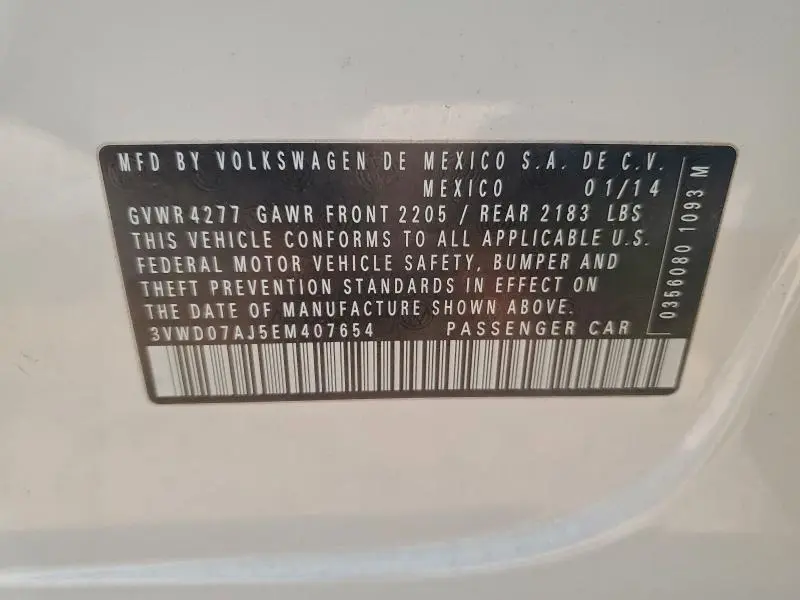 MFD BY VOLKSWAGEN DE MEXICO S.A. DE C.V.
MEXICO 01/14
GVWR4277 GAWR FRONT 2205 / REAR 2183 LBS
THIS VEHICLE CONFORMS TO ALL APPLICABLE U.S.
FEDERAL MOTOR VEHICLE SAFETY, BUMPER AND
THEFT PREVENTION STANDARDS IN EFFECT ON
THE DATE OF MANUFACTURE SHOWN ABOVE.
3VWD07AJ5EM407654 PASSENGER CAR
0356080 1093 M